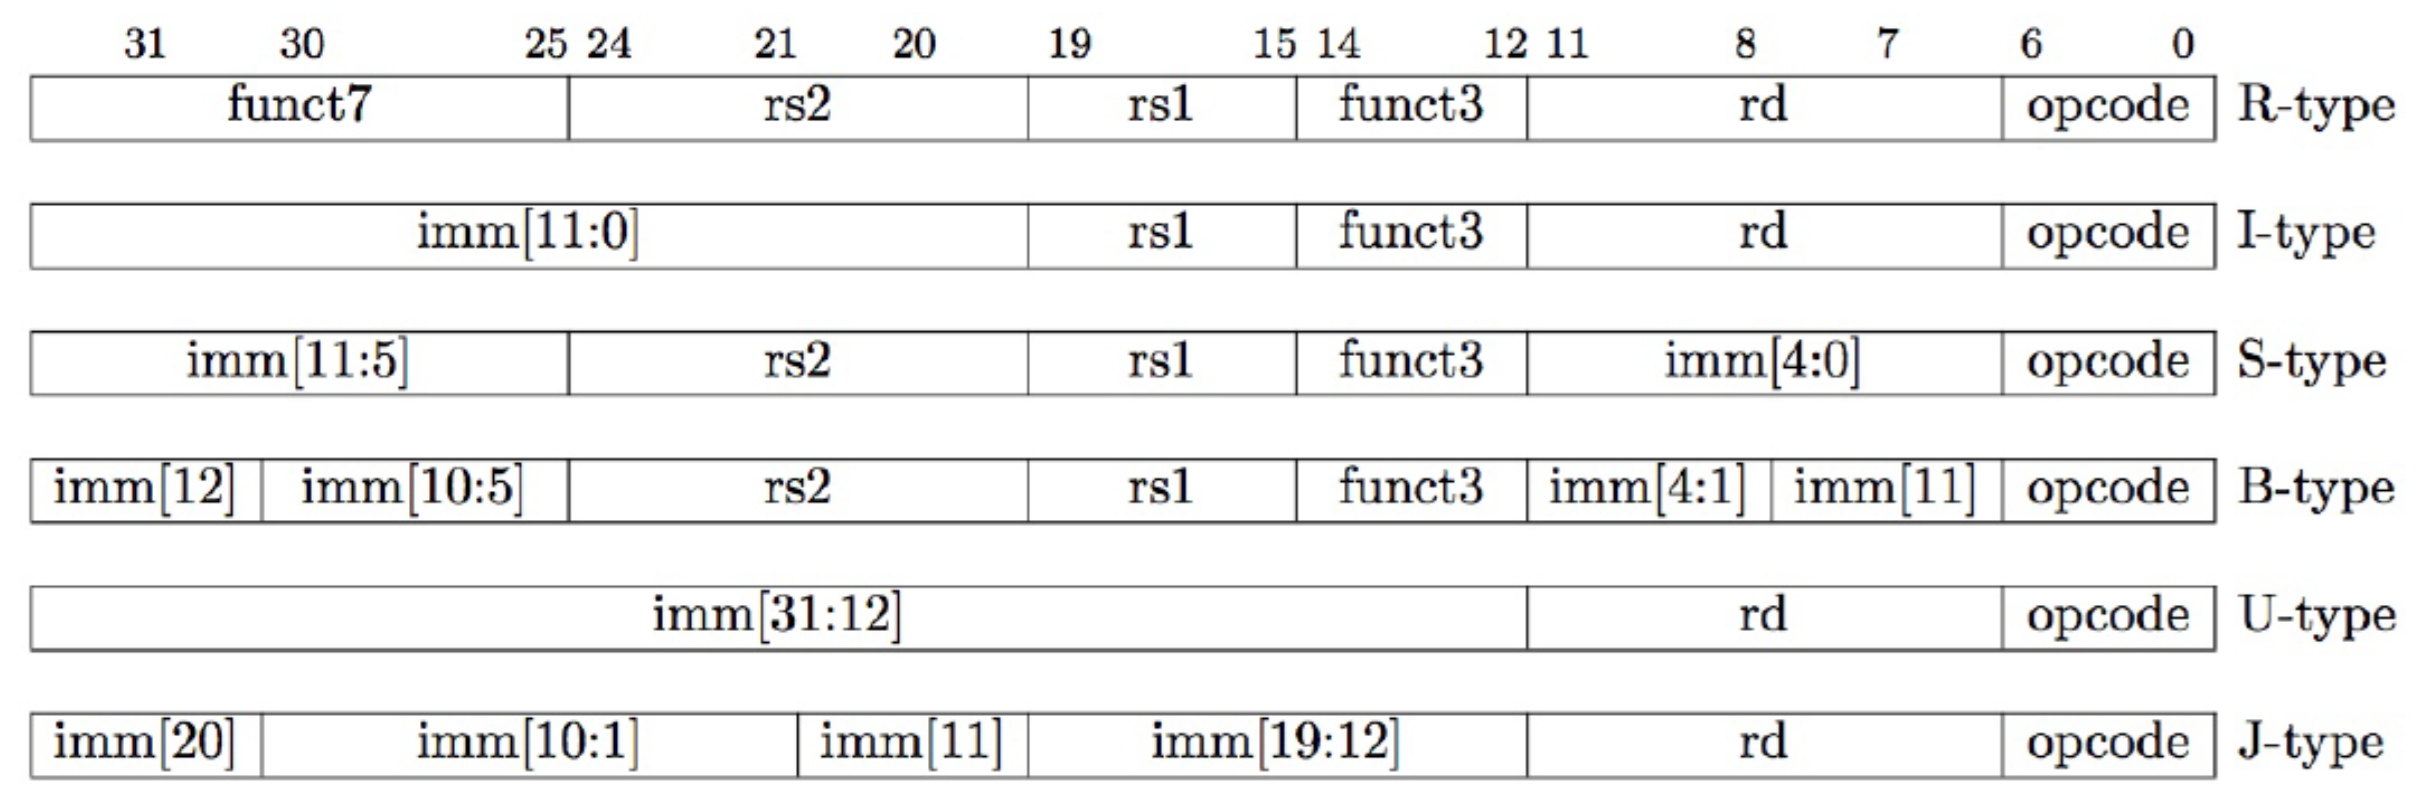 31 30 25 24 21 20 19 15 14 12 11 8 7 6 0
funct7 rs2 rs1 funct3 rd opcode R-type
imm[11:0] rs1 funct3 rd opcode I-type
imm[11:5] rs2 rs1 funct3 imm[4:0] opcode S-type
imm[12] imm[10:5] rs2 rs1 funct3 imm[4:1] imm[11] opcode B-type
imm[31:12] rd opcode U-type
imm[20] imm[10:1] imm[11] imm[19:12] rd opcode J-type